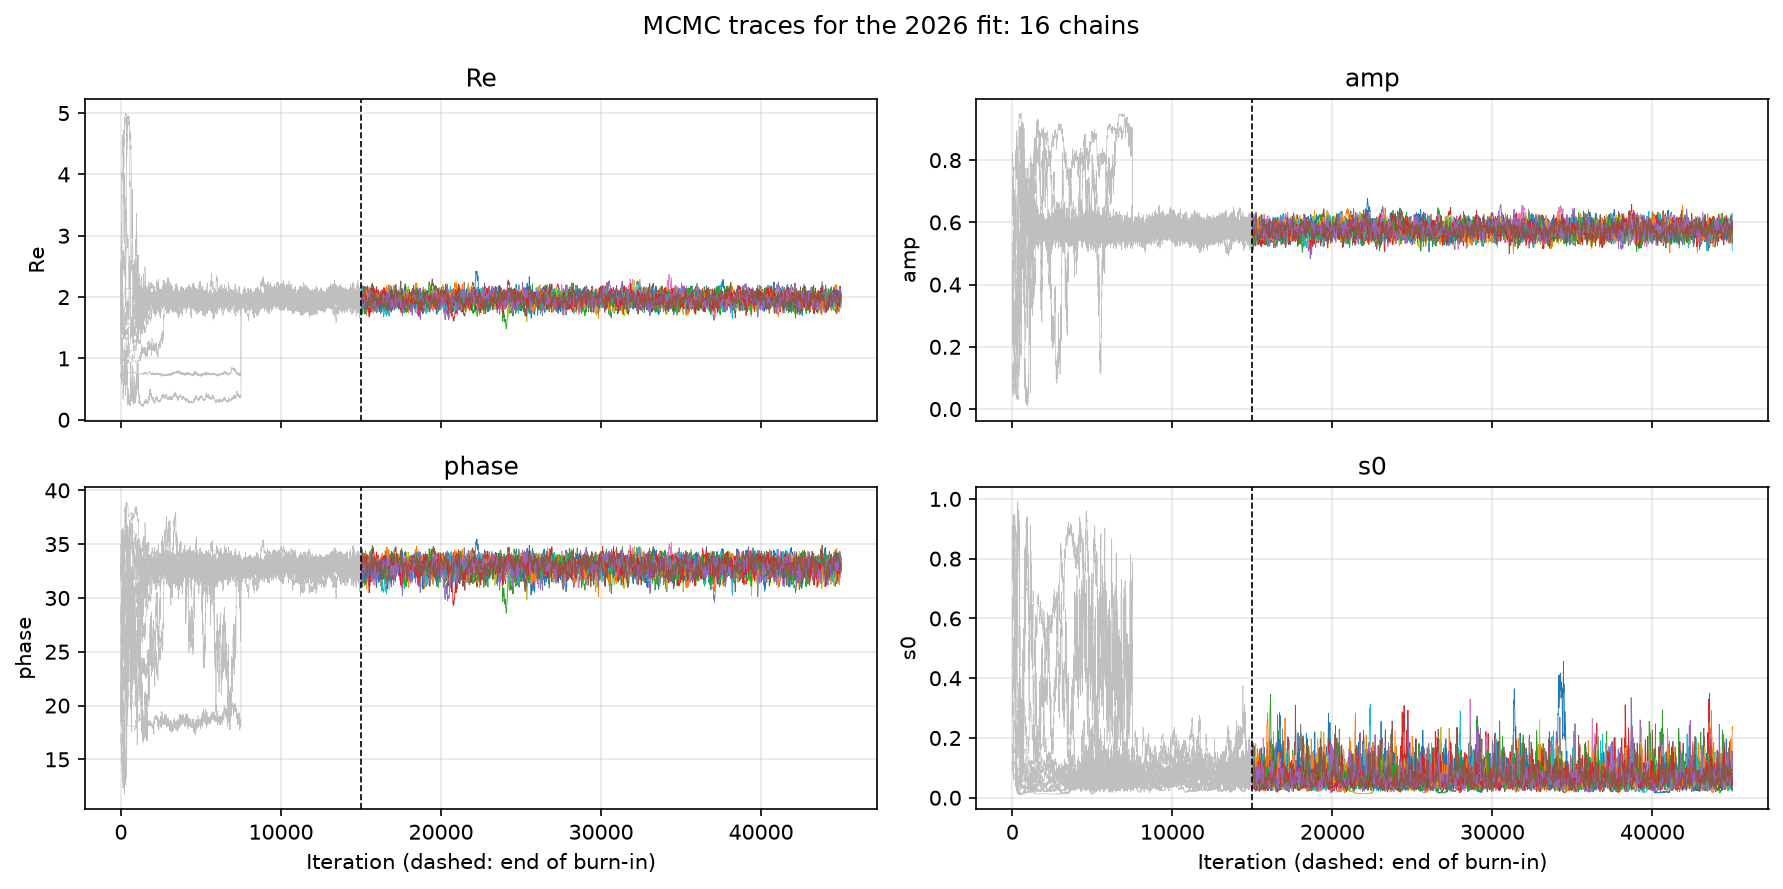 MCMC traces for the 2026 fit: 16 chains
Re
Re
5
4
3
2
1
0
amp
amp
0.8
0.6
0.4
0.2
0.0
phase
phase
40
35
30
25
20
15
0 10000 20000 30000 40000
Iteration (dashed: end of burn-in)
s0
s0
1.0
0.8
0.6
0.4
0.2
0.0
0 10000 20000 30000 40000
Iteration (dashed: end of burn-in)